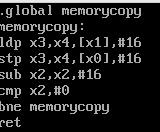 .global memorycopy
memorycopy:
ldp x3,x4,[x1],#16
stp x3,x4,[x0],#16
sub x2,x2,#16
cmp x2,#0
bne memorycopy
ret